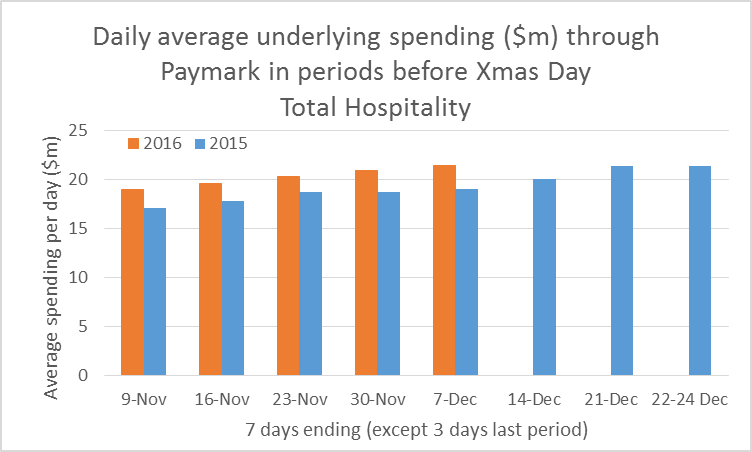 Daily average underlying spending ($m) through
Paymark in periods before Xmas Day
Total Hospitality
2016 2015
Average spending per day ($m)
25
20
15
10
5
0
9-Nov 16-Nov 23-Nov 30-Nov 7-Dec 14-Dec 21-Dec 22-24 Dec
7 days ending (except 3 days last period)